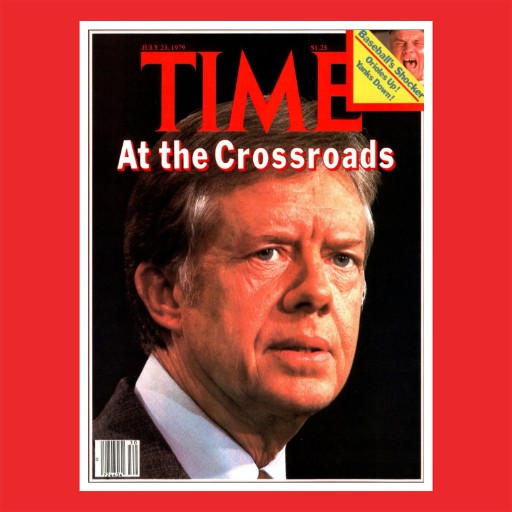 JULY 23, 1979 $1.25
Baseball's Shocker
Orioles Up!
Yanks Down!
TIME
At the Crossroads